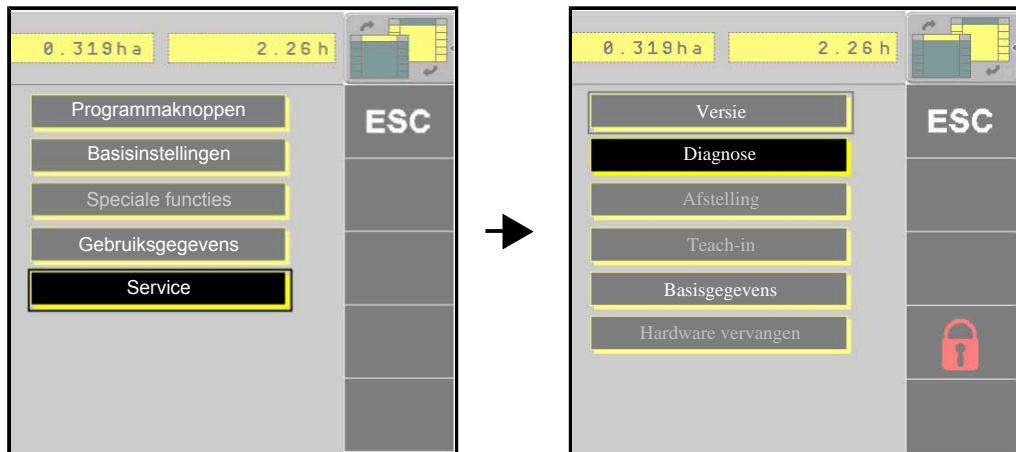 0.319ha 2.26h
Programmaknoppen
ESC
Basisinstellingen
Speciale functies
Gebruiksgegevens
Service
0.319ha 2.26h
Versie
ESC
Diagnose
Afstelling
Teach-in
Basisgegevens
Hardware vervangen